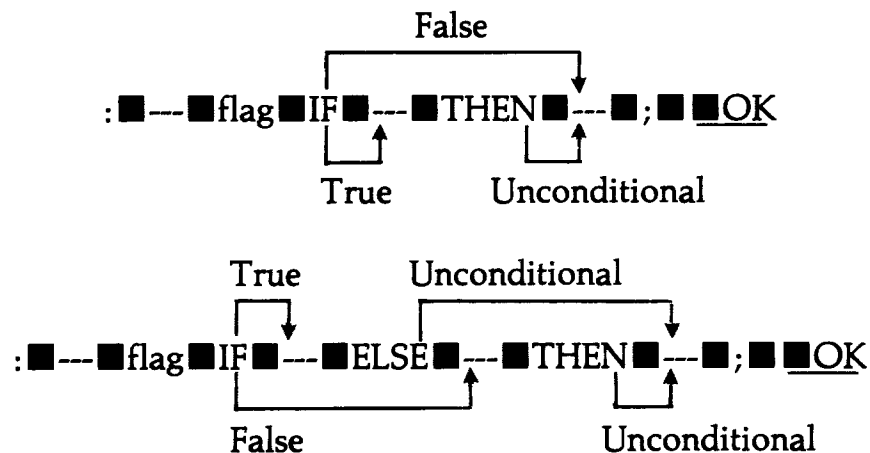 False
:■---■flag■IF■---■THEN■---■;■■OK
True Unconditional
True Unconditional
:■---■flag■IF■---■ELSE■---■THEN■---■;■■OK
False Unconditional